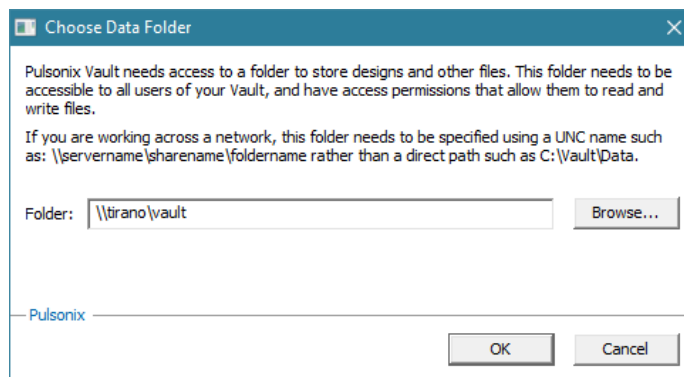 Choose Data Folder
Pulsonix Vault needs access to a folder to store designs and other files. This folder needs to be
accessible to all users of your Vault, and have access permissions that allow them to read and
write files.
If you are working across a network, this folder needs to be specified using a UNC name such
as: \\servername\sharename\foldername rather than a direct path such as C:\Vault\Data.
Folder: \\tirano\vault Browse...
Pulsonix
OK Cancel